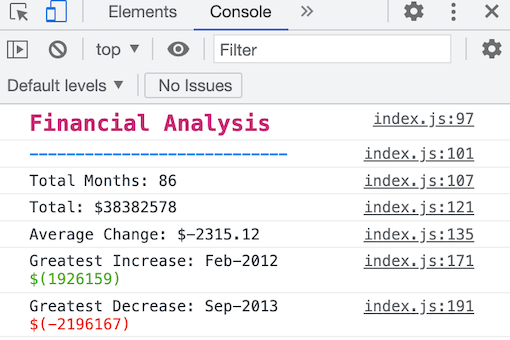 Elements Console »
top ▼ Filter
Default levels ▼ No Issues
Financial Analysis index.js:97
---------------------------- index.js:101
Total Months: 86 index.js:107
Total: $38382578 index.js:121
Average Change: $-2315.12 index.js:135
Greatest Increase: Feb-2012 index.js:171
$(1926159)
Greatest Decrease: Sep-2013 index.js:191
$(-2196167)